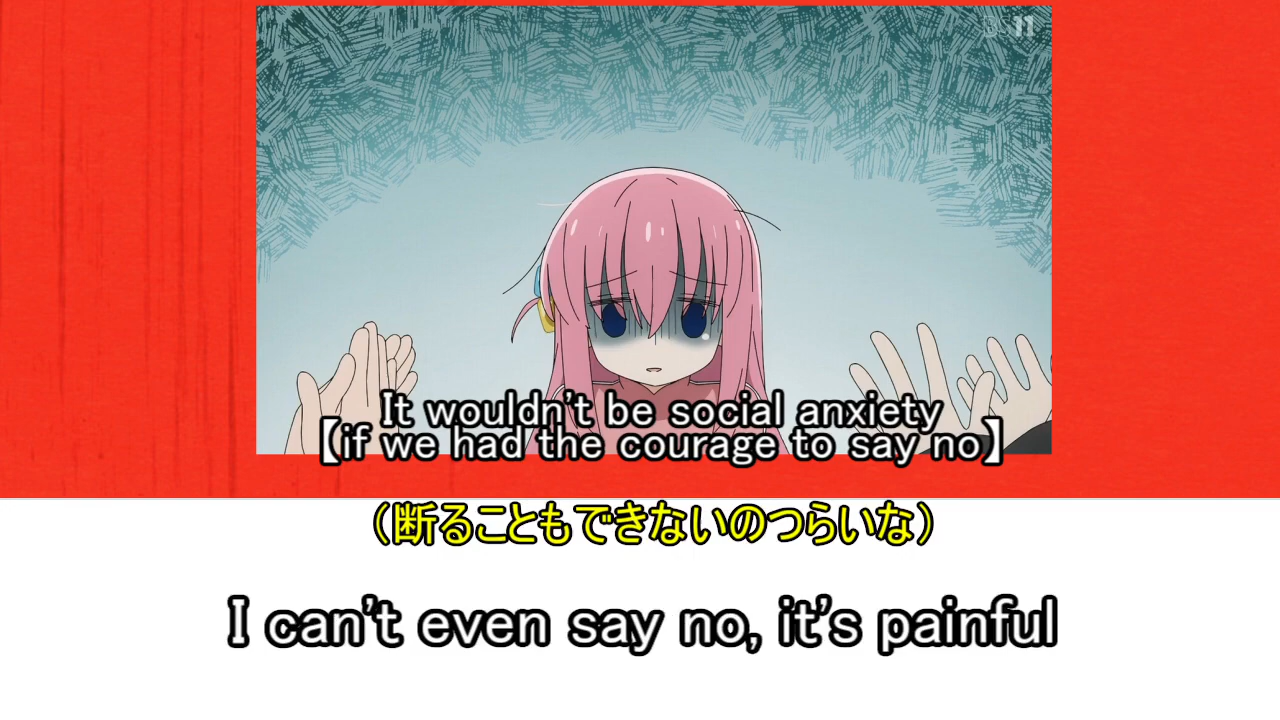 BS11
It wouldn't be social anxiety
【if we had the courage to say no】
（断ることもできないのつらいな）
I can't even say no, it's painful